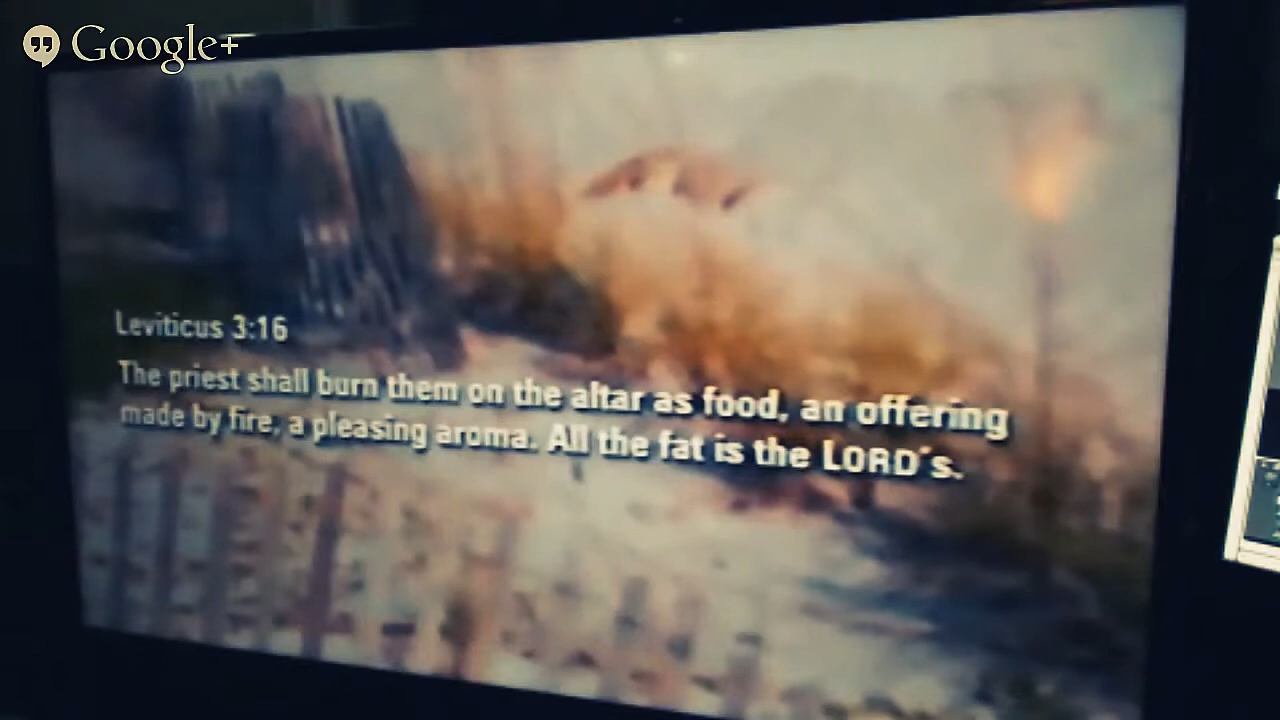 Google+
Leviticus 3:16
The priest shall burn them on the altar as food, an offering
made by fire, a pleasing aroma. All the fat is the LORD's.